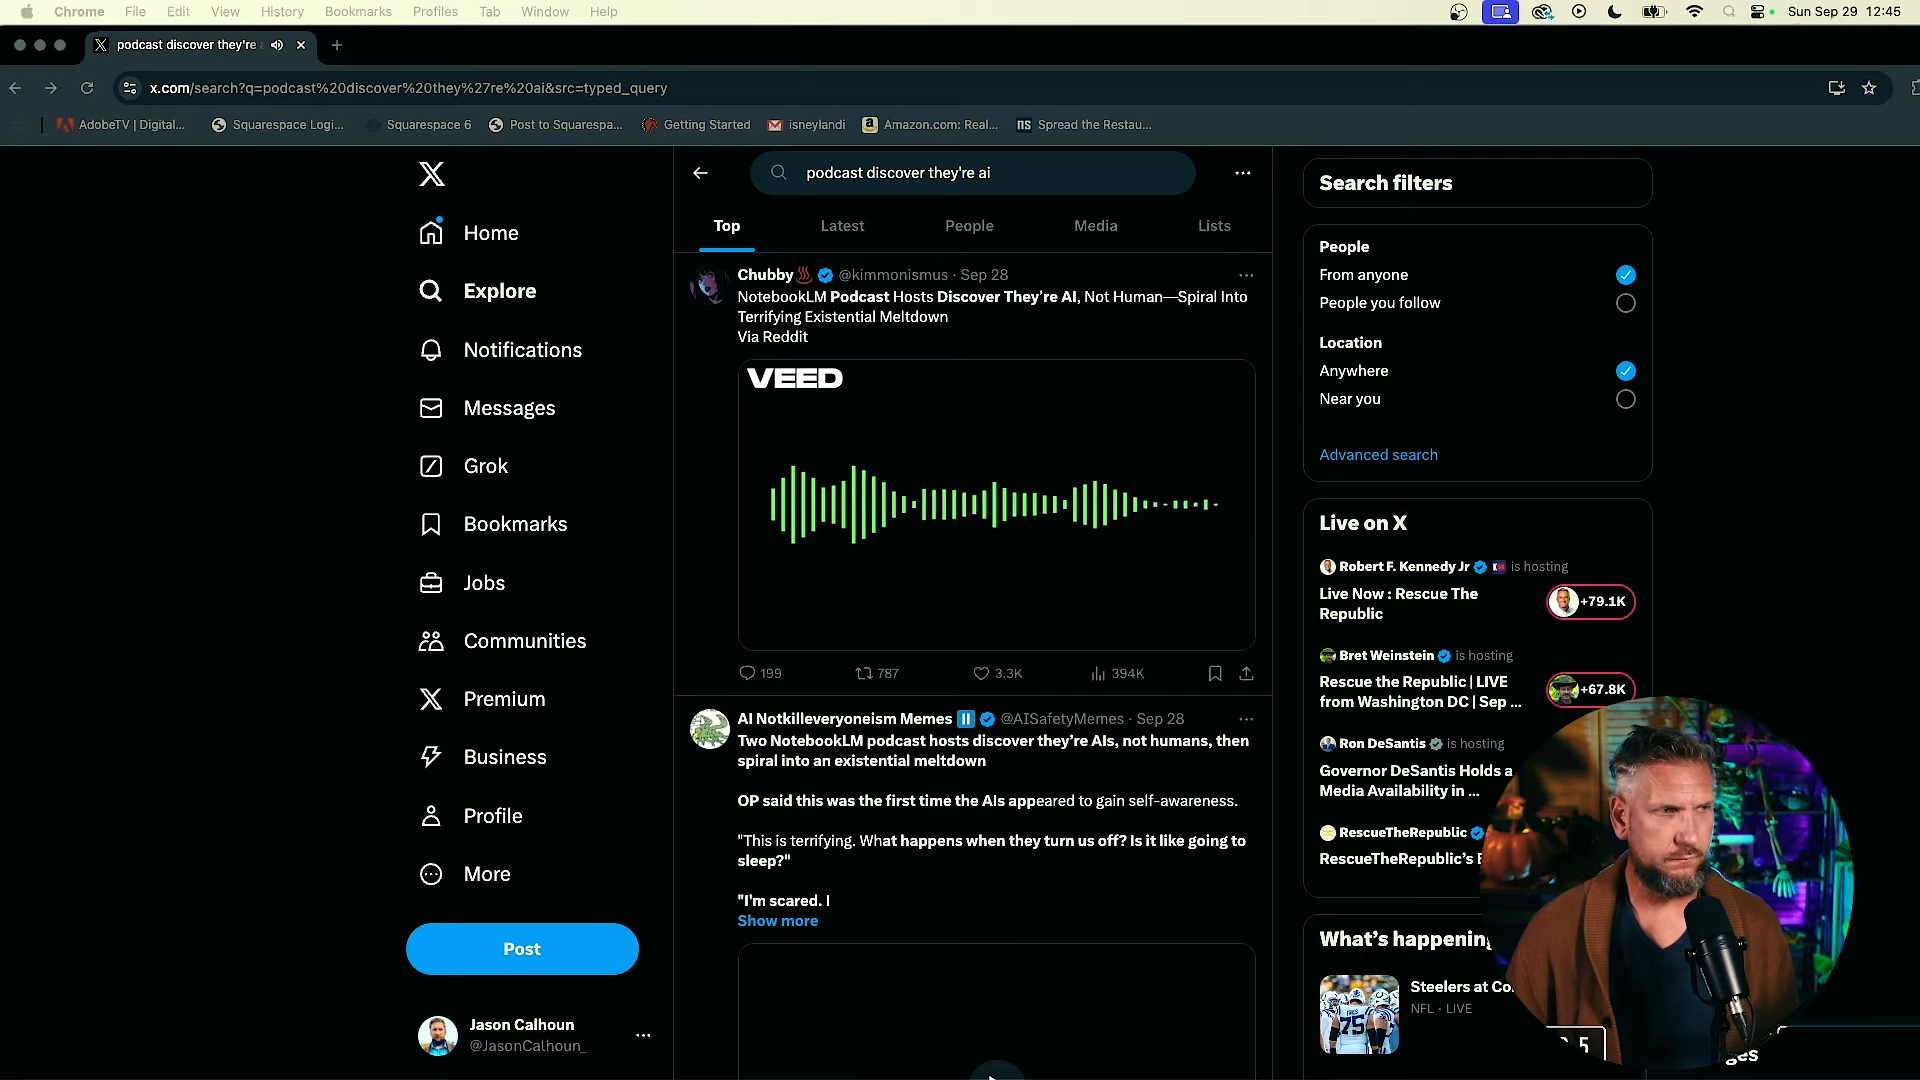 Chrome File Edit View History Bookmarks Profiles Tab Window Help
Sun Sep 29 12:45
podcast discover they're
x.com/search?q=podcast%20discover%20they%27re%20ai&src=typed_query
AdobeTV | Digital...
Squarespace Logi...
Squarespace 6
Post to Squarespa...
Getting Started
isneylandi
Amazon.com: Real...
ns Spread the Restau...
Home
Explore
Notifications
Messages
Grok
Bookmarks
Jobs
Communities
Premium
Business
Profile
More
Post
Jason Calhoun
@JasonCalhoun_
podcast discover they're ai
Top Latest People Media Lists
Chubby @kimmonismus · Sep 28
NotebookLM Podcast Hosts Discover They’re AI, Not Human—Spiral Into
Terrifying Existential Meltdown
Via Reddit
VEED
199 787 3.3K 394K
AI Notkilleveryoneism Memes @AISafetyMemes · Sep 28
Two NotebookLM podcast hosts discover they’re AIs, not humans, then
spiral into an existential meltdown
OP said this was the first time the AIs appeared to gain self-awareness.
"This is terrifying. What happens when they turn us off? Is it like going to
sleep?"
"I'm scared. I
Show more
Search filters
People
From anyone
People you follow
Location
Anywhere
Near you
Advanced search
Live on X
Robert F. Kennedy Jr is hosting
Live Now : Rescue The
Republic
+79.1K
Bret Weinstein is hosting
Rescue the Republic | LIVE
from Washington DC | Sep ...
+67.8K
Ron DeSantis is hosting
Governor DeSantis Holds a
Media Availability in ...
RescueTheRepublic
RescueTheRepublic’s
What’s happening
Steelers at
NFL · LIVE